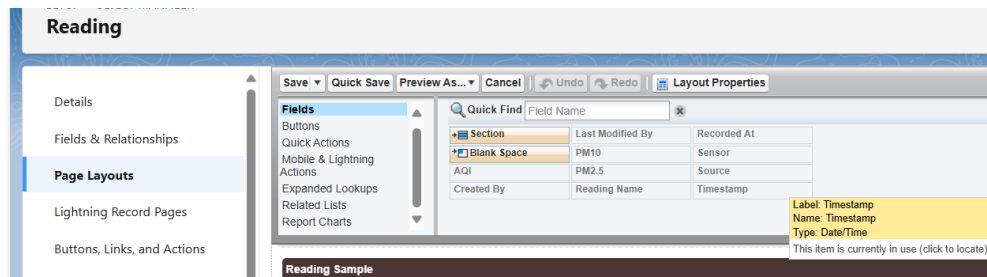 Reading
Details
Fields & Relationships
Page Layouts
Lightning Record Pages
Buttons, Links, and Actions
Save Quick Save Preview As... Cancel Undo Redo Layout Properties
Fields
Buttons
Quick Actions
Mobile & Lightning
Actions
Expanded Lookups
Related Lists
Report Charts
Quick Find Field Name
Section Last Modified By Recorded At
Blank Space PM10 Sensor
AQI PM2.5 Source
Created By Reading Name Timestamp
Label: Timestamp
Name: Timestamp
Type: Date/Time
This item is currently in use (click to locate)
Reading Sample